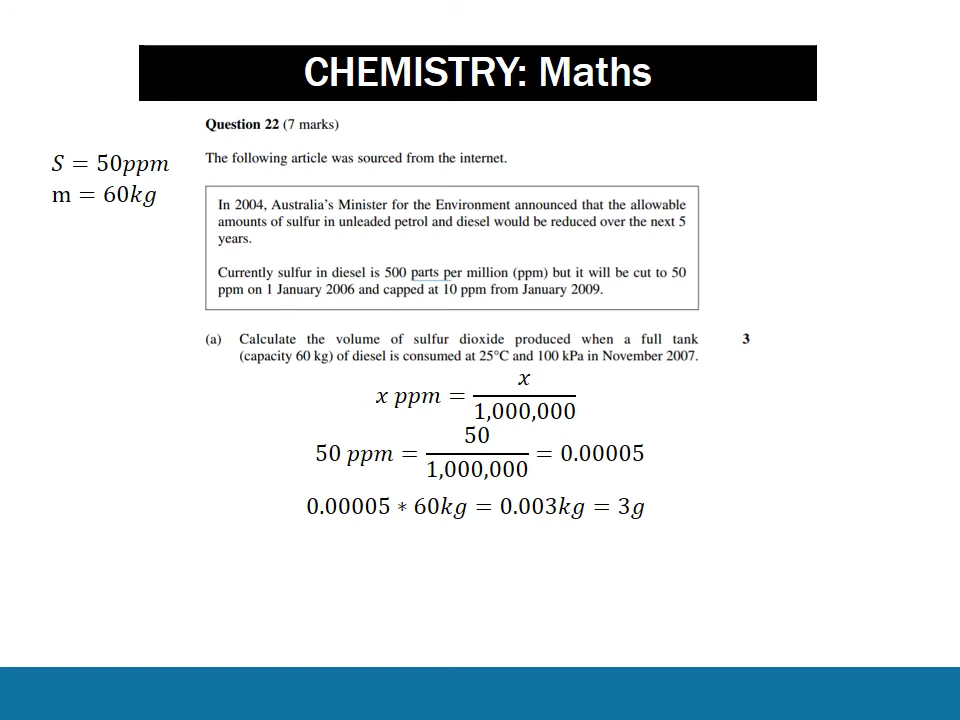 CHEMISTRY: Maths
Question 22 (7 marks)
S = 50ppm
m = 60kg
The following article was sourced from the internet.
In 2004, Australia's Minister for the Environment announced that the allowable
amounts of sulfur in unleaded petrol and diesel would be reduced over the next 5
years.
Currently sulfur in diesel is 500 parts per million (ppm) but it will be cut to 50
ppm on 1 January 2006 and capped at 10 ppm from January 2009.
(a) Calculate the volume of sulfur dioxide produced when a full tank 3
(capacity 60 kg) of diesel is consumed at 25°C and 100 kPa in November 2007.
x ppm = x / 1,000,000
50 ppm = 50 / 1,000,000 = 0.00005
0.00005 * 60kg = 0.003kg = 3g